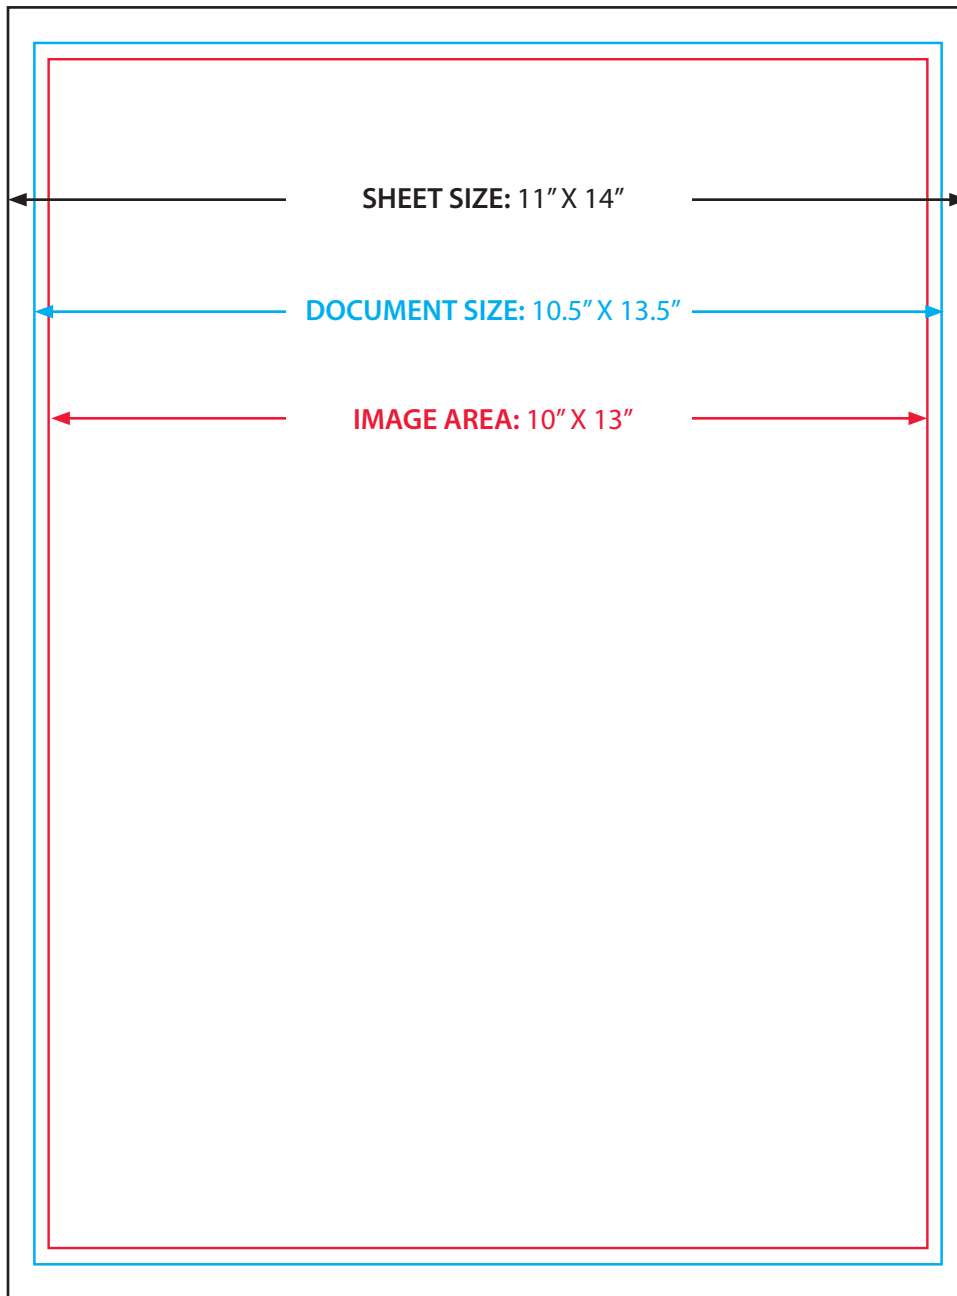 SHEET SIZE: 11” X 14”
DOCUMENT SIZE: 10.5” X 13.5”
IMAGE AREA: 10” X 13”